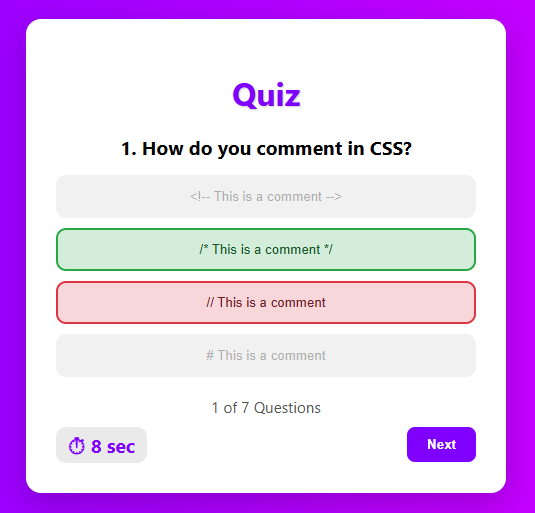 Quiz
1. How do you comment in CSS?
<!-- This is a comment -->
/* This is a comment */
// This is a comment
# This is a comment
1 of 7 Questions
⏱ 8 sec
Next